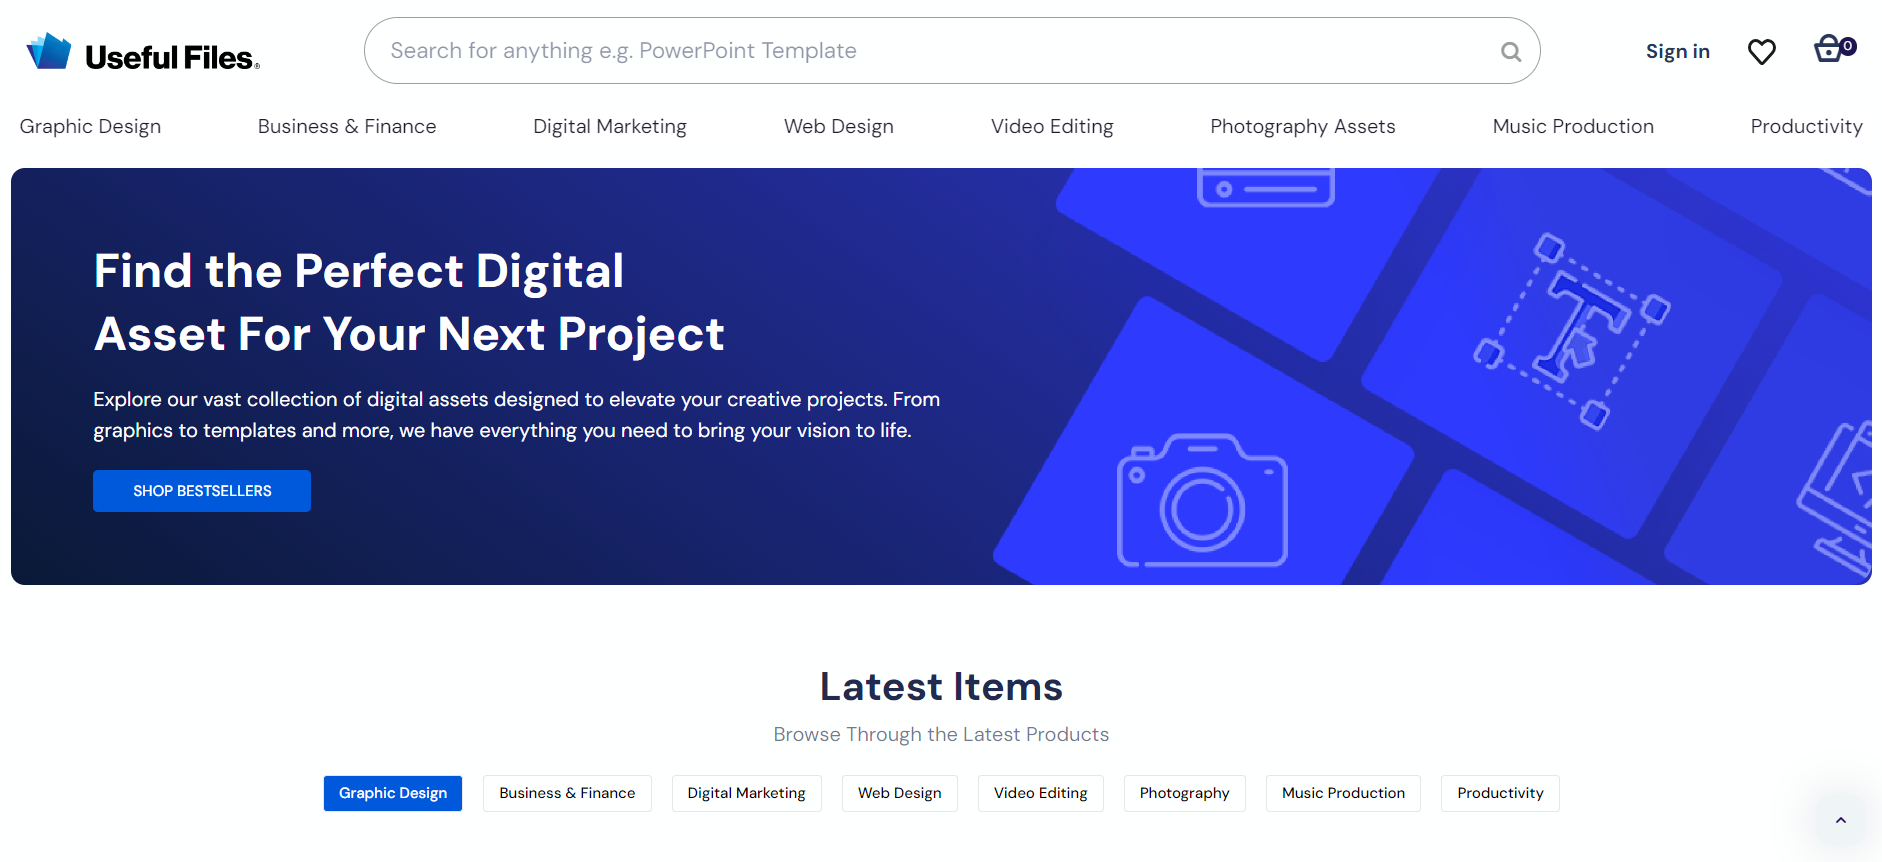 Useful Files®
Search for anything e.g. PowerPoint Template
Sign in
0
Graphic Design
Business & Finance
Digital Marketing
Web Design
Video Editing
Photography Assets
Music Production
Productivity
Find the Perfect Digital
Asset For Your Next Project
Explore our vast collection of digital assets designed to elevate your creative projects. From
graphics to templates and more, we have everything you need to bring your vision to life.
SHOP BESTSELLERS
T
Latest Items
Browse Through the Latest Products
Graphic Design
Business & Finance
Digital Marketing
Web Design
Video Editing
Photography
Music Production
Productivity